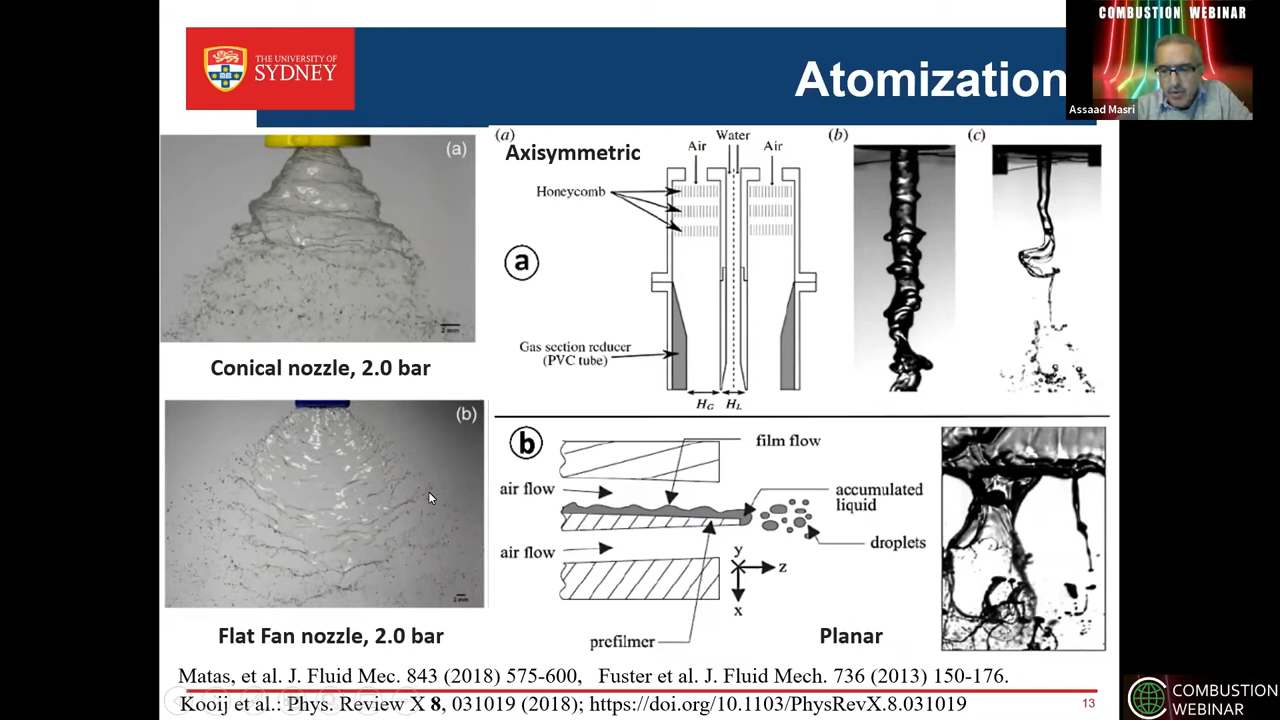 COMBUSTION WEBINAR
Assaad Masri
THE UNIVERSITY OF
SYDNEY
Atomization
(a)
2 mm
Conical nozzle, 2.0 bar
(b)
2 mm
Flat Fan nozzle, 2.0 bar
(a)
Axisymmetric
Water
Air
Air
Honeycomb
a
Gas section reducer
(PVC tube)
H_G
H_L
(b)
(c)
b
film flow
air flow
accumulated
liquid
droplets
air flow
y
z
x
prefilmer
Planar
Matas, et al. J. Fluid Mec. 843 (2018) 575-600, Fuster et al. J. Fluid Mech. 736 (2013) 150-176.
Kooij et al.: Phys. Review X 8, 031019 (2018); https://doi.org/10.1103/PhysRevX.8.031019
13
COMBUSTION
WEBINAR